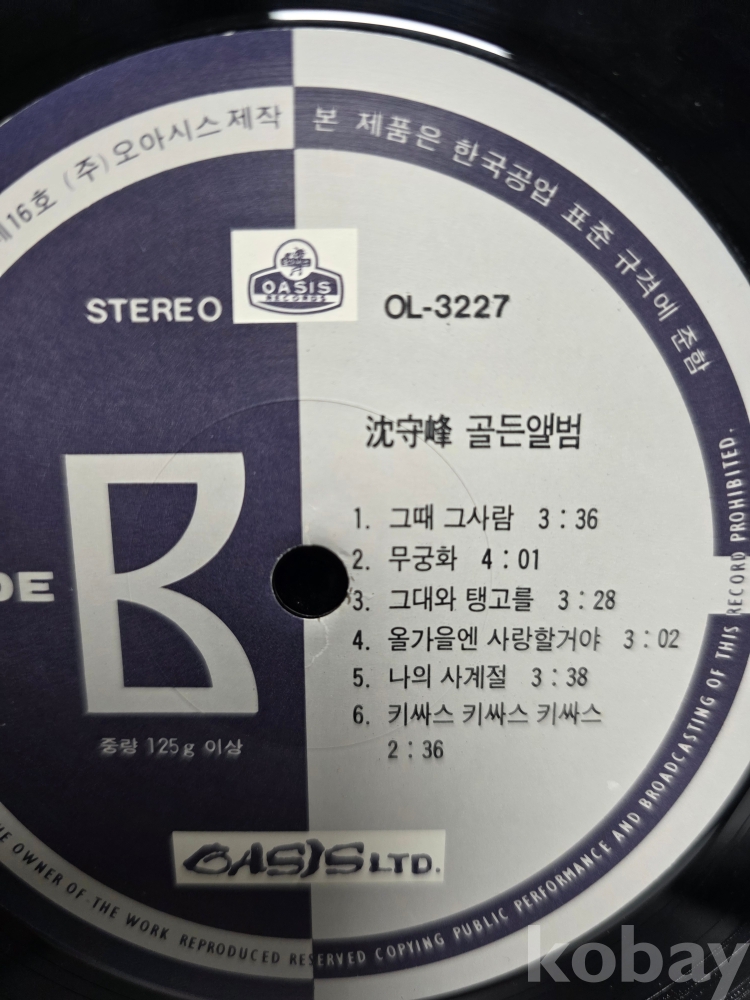 제16호 (주)오아시스제작 본 제품은 한국공업 표준 규격에 준함
OASIS
RECORDS
STEREO
OL-3227
沈守峰 골든앨범
1. 그때 그사람 3 : 36
2. 무궁화 4 : 01
3. 그대와 탱고를 3 : 28
4. 올가을엔 사랑할거야 3 : 02
5. 나의 사계절 3 : 38
6. 키싸스 키싸스 키싸스
2 : 36
DE B
중량 125g 이상
OASIS LTD.
OWNER OF THE WORK REPRODUCED RESERVED COPYING PUBLIC PERFORMANCE AND BROADCASTING OF THIS RECORD PROHIBITED.
kobay